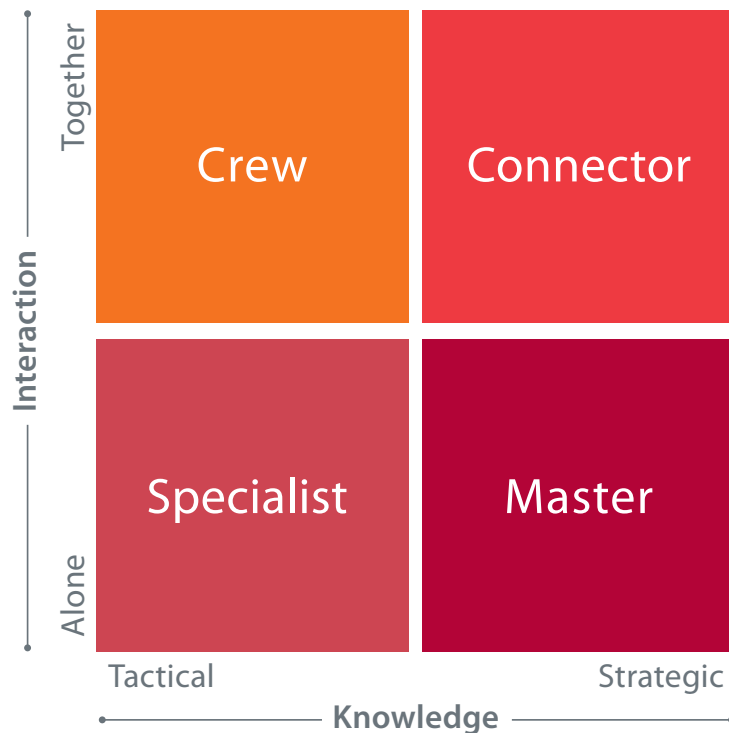 Together
Crew
Connector
Interaction
Specialist
Master
Alone
Tactical
Strategic
Knowledge